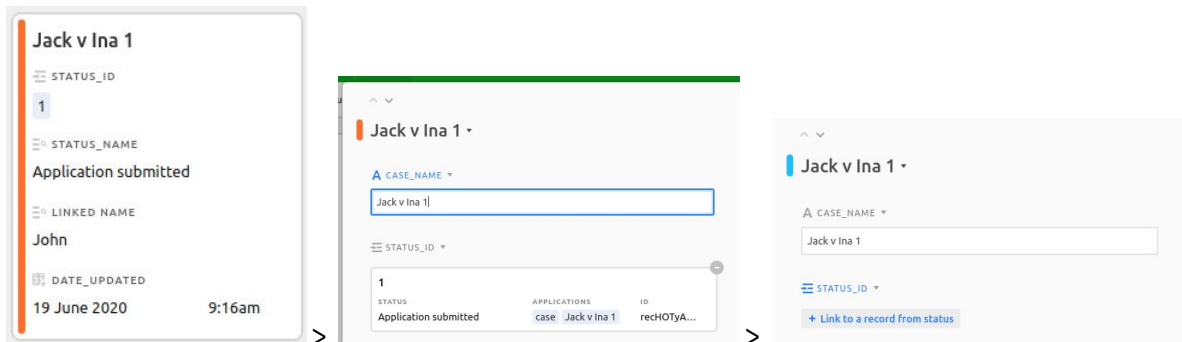 Jack v Ina 1
STATUS_ID
1
STATUS_NAME
Application submitted
LINKED NAME
John
DATE_UPDATED
19 June 2020 9:16am
>
Jack v Ina 1
A CASE_NAME
Jack v Ina 1
STATUS_ID
1
STATUS APPLICATIONS ID
Application submitted case Jack v Ina 1 recHOTyA...
>
Jack v Ina 1
A CASE_NAME
Jack v Ina 1
STATUS_ID
+ Link to a record from status